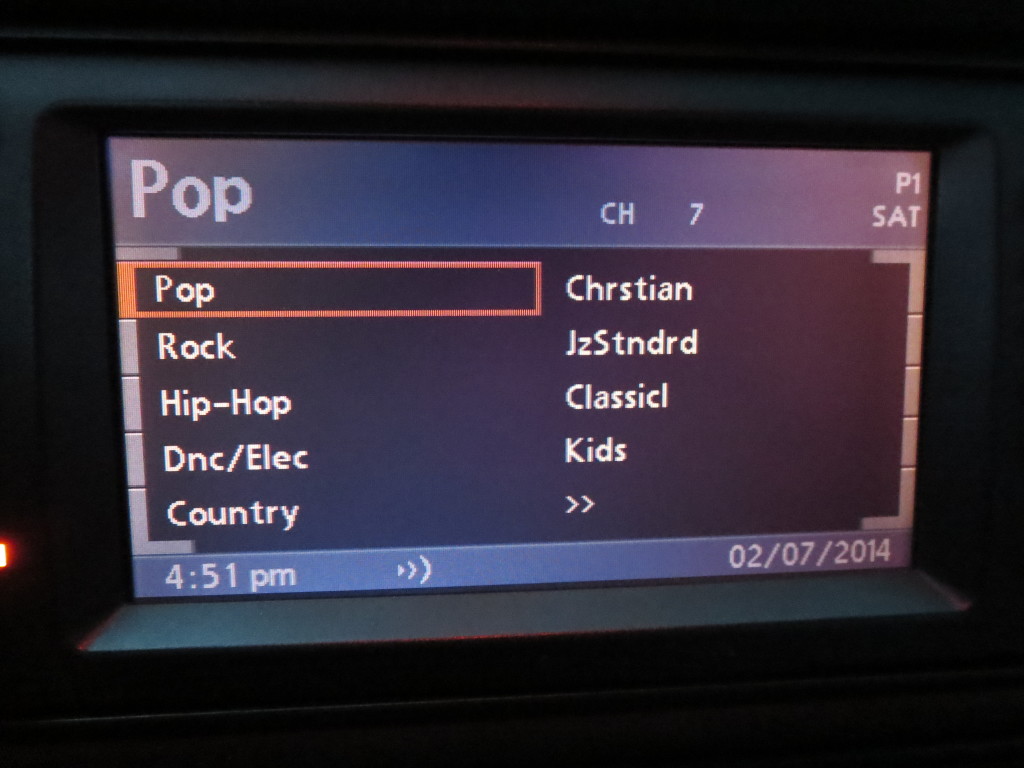 Pop
CH 7
P1
SAT
Pop
Rock
Hip-Hop
Dnc/Elec
Country
Chrstian
JzStndrd
Classicl
Kids
>>
4:51 pm
02/07/2014